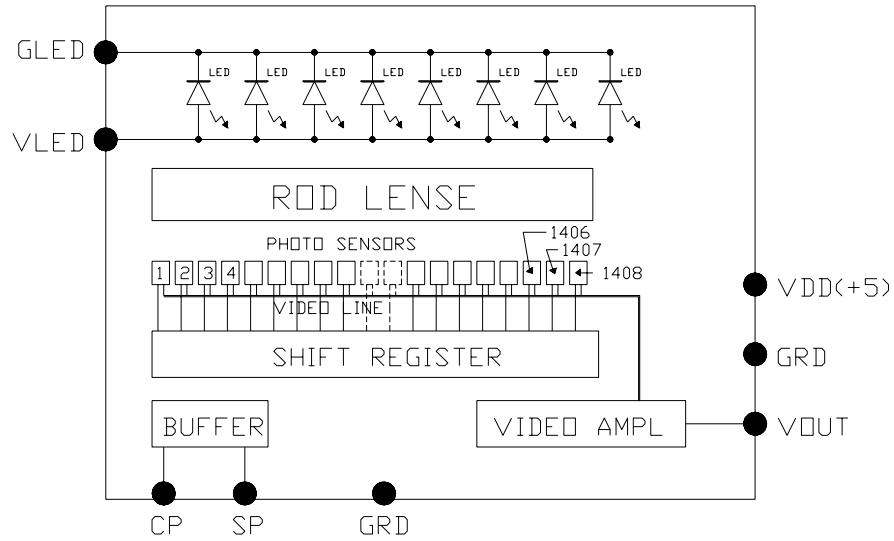 GLED
LED LED LED LED LED LED LED LED
VLED
ROD LENSE
PHOTO SENSORS
1406
1407
1 2 3 4
1408
VIDEO LINE
VDD(+5)
SHIFT REGISTER
GRD
BUFFER
VIDEO AMPL
VOUT
CP SP GRD